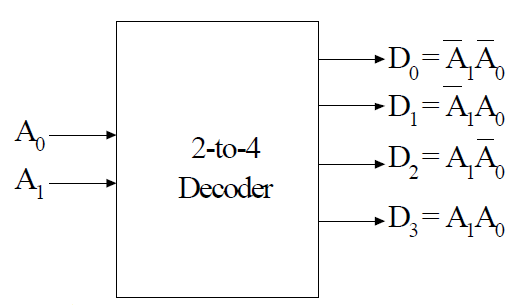 D₀ = A̅₁A̅₀
D₁ = A̅₁A₀
A₀
2-to-4
D₂ = A₁A̅₀
A₁
Decoder
D₃ = A₁A₀